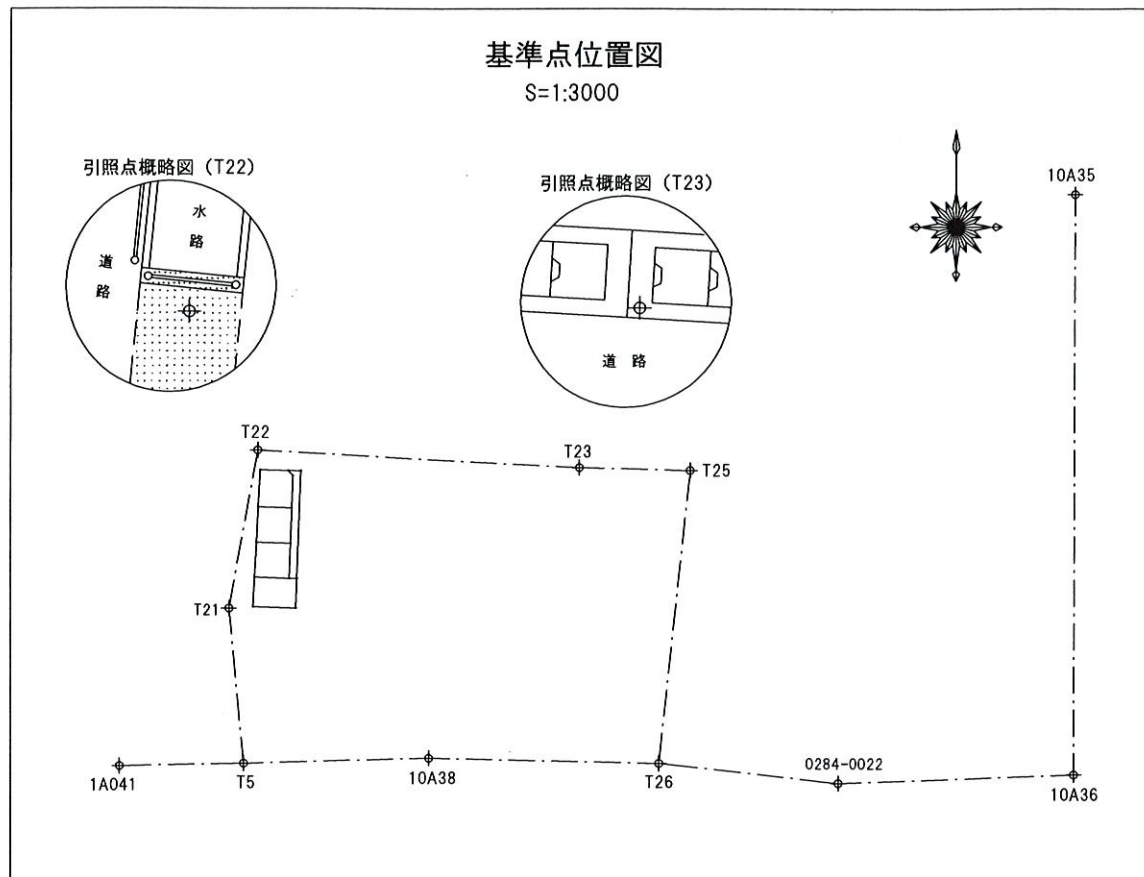 基準点位置図
S=1:3000
引照点概略図（T22）
水路
道路
引照点概略図（T23）
道路
10A35
T22
T23
T25
T21
1A041
T5
10A38
T26
0284-0022
10A36